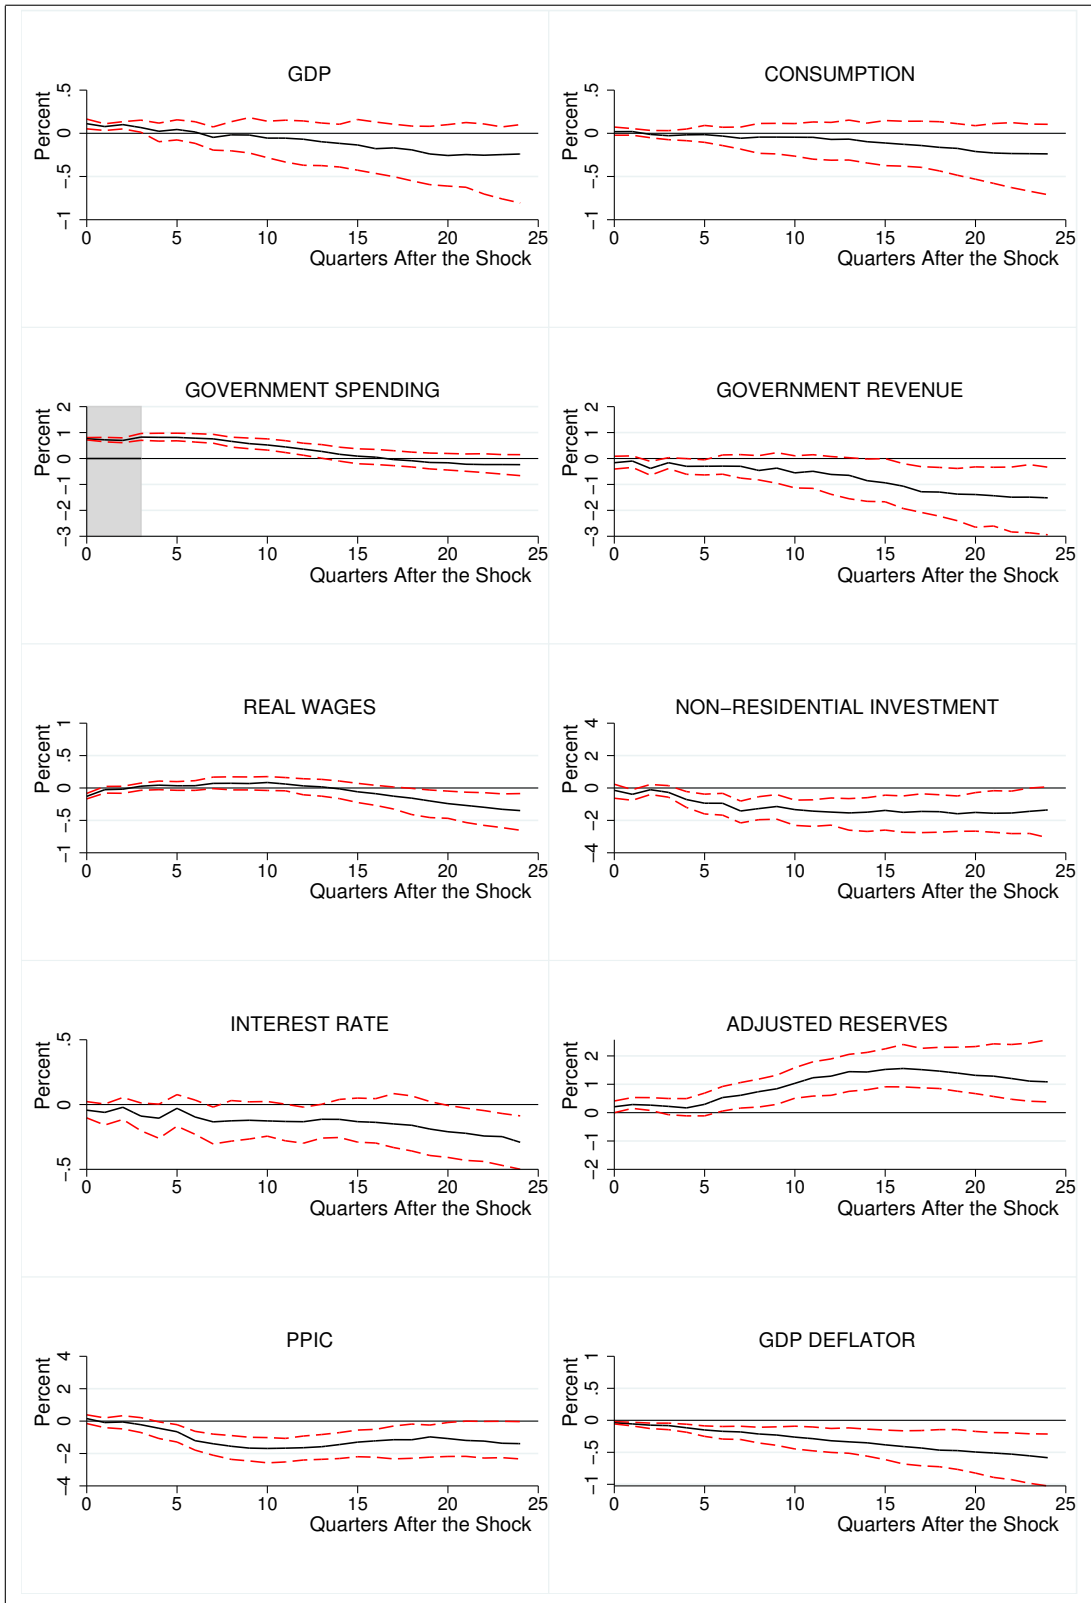 GDP
Percent
.5
0
-.5
-1
0 5 10 15 20 25
Quarters After the Shock
CONSUMPTION
Percent
.5
0
-.5
-1
0 5 10 15 20 25
Quarters After the Shock
GOVERNMENT SPENDING
Percent
2
1
0
-1
-2
-3
0 5 10 15 20 25
Quarters After the Shock
GOVERNMENT REVENUE
Percent
2
1
0
-1
-2
-3
0 5 10 15 20 25
Quarters After the Shock
REAL WAGES
Percent
1
.5
0
-.5
-1
0 5 10 15 20 25
Quarters After the Shock
NON-RESIDENTIAL INVESTMENT
Percent
4
2
0
-2
-4
0 5 10 15 20 25
Quarters After the Shock
INTEREST RATE
Percent
.5
0
-.5
0 5 10 15 20 25
Quarters After the Shock
ADJUSTED RESERVES
Percent
2
1
0
-1
-2
0 5 10 15 20 25
Quarters After the Shock
PPIC
Percent
4
2
0
-2
-4
0 5 10 15 20 25
Quarters After the Shock
GDP DEFLATOR
Percent
1
.5
0
-.5
-1
0 5 10 15 20 25
Quarters After the Shock